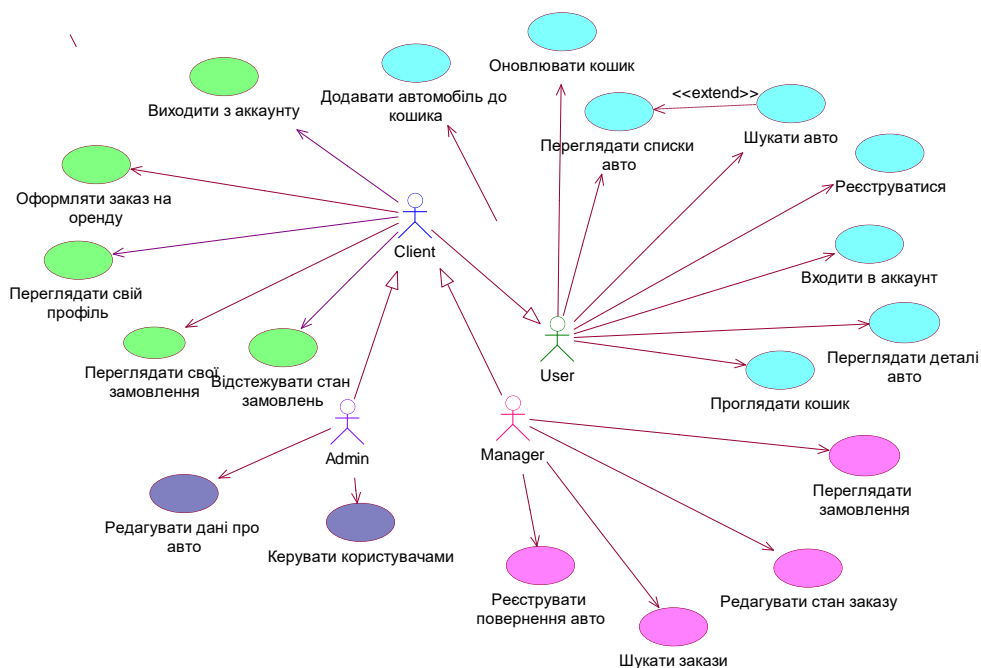 Оновлювати кошик
Виходити з аккаунту
Додавати автомобіль до
кошика
<<extend>>
Переглядати списки
авто
Шукати авто
Реєструватися
Оформляти заказ на
оренду
Client
Входити в аккаунт
Переглядати свій
профіль
User
Переглядати деталі
авто
Переглядати свої
замовлення
Відстежувати стан
замовлень
Проглядати кошик
Admin
Manager
Переглядати
замовлення
Редагувати дані про
авто
Керувати користувачами
Реєструвати
повернення авто
Редагувати стан заказу
Шукати закази